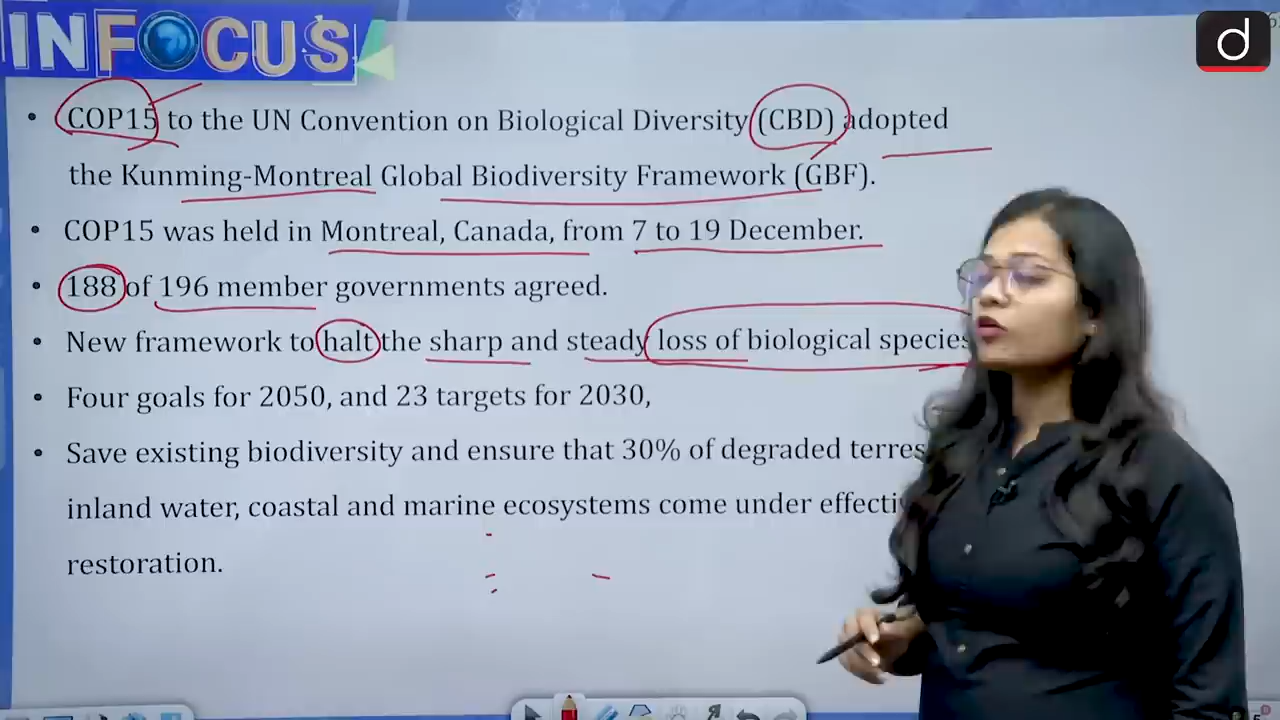 INFOCUS
d
• COP15 to the UN Convention on Biological Diversity (CBD) adopted
the Kunming-Montreal Global Biodiversity Framework (GBF).
• COP15 was held in Montreal, Canada, from 7 to 19 December.
• 188 of 196 member governments agreed.
• New framework to halt the sharp and steady loss of biological species
• Four goals for 2050, and 23 targets for 2030,
• Save existing biodiversity and ensure that 30% of degraded
inland water, coastal and marine ecosystems come under
restoration.